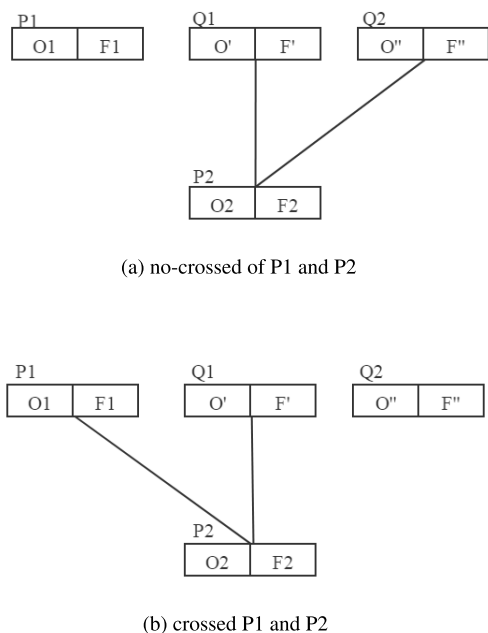 P1 Q1 Q2
O1 F1 O' F' O" F"
P2
O2 F2
(a) no-crossed of P1 and P2
P1 Q1 Q2
O1 F1 O' F' O" F"
P2
O2 F2
(b) crossed P1 and P2